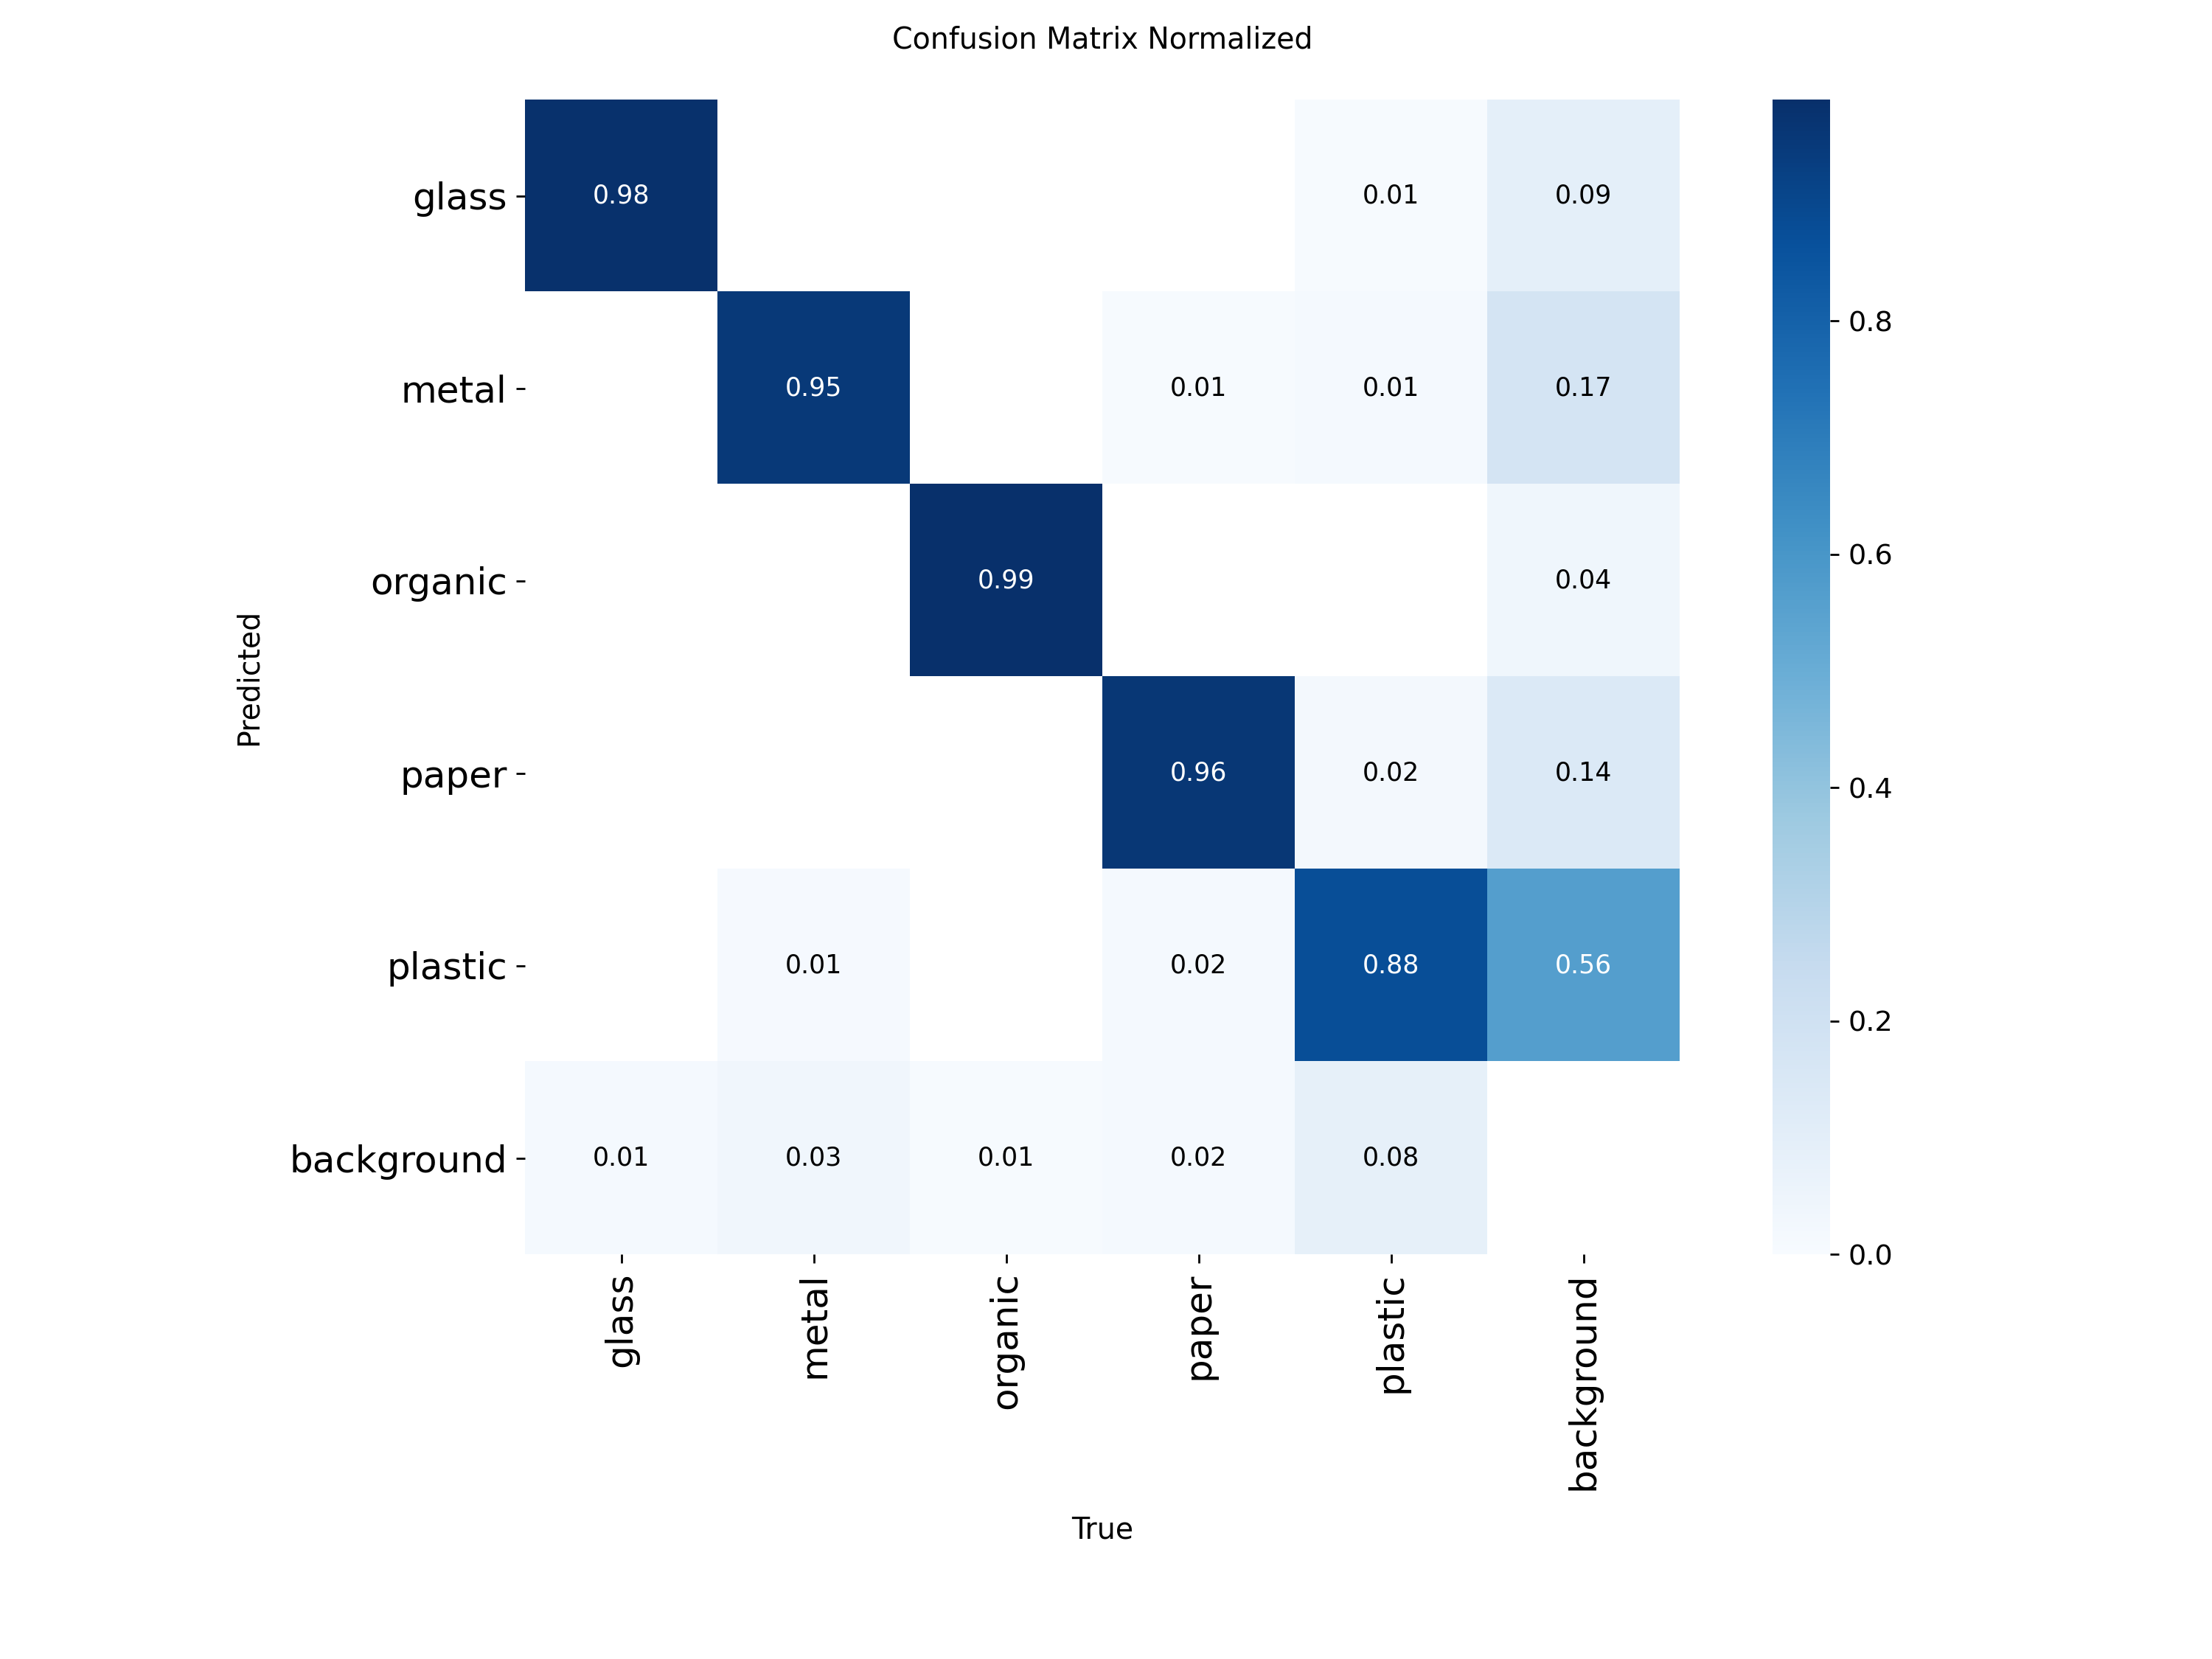 Confusion Matrix Normalized
glass
0.98
0.01
0.09
metal
0.95
0.01
0.01
0.17
0.8
organic
0.99
0.04
0.6
Predicted
paper
0.96
0.02
0.14
0.4
plastic
0.01
0.02
0.88
0.56
0.2
background
0.01
0.03
0.01
0.02
0.08
0.0
glass
metal
organic
paper
plastic
background
True